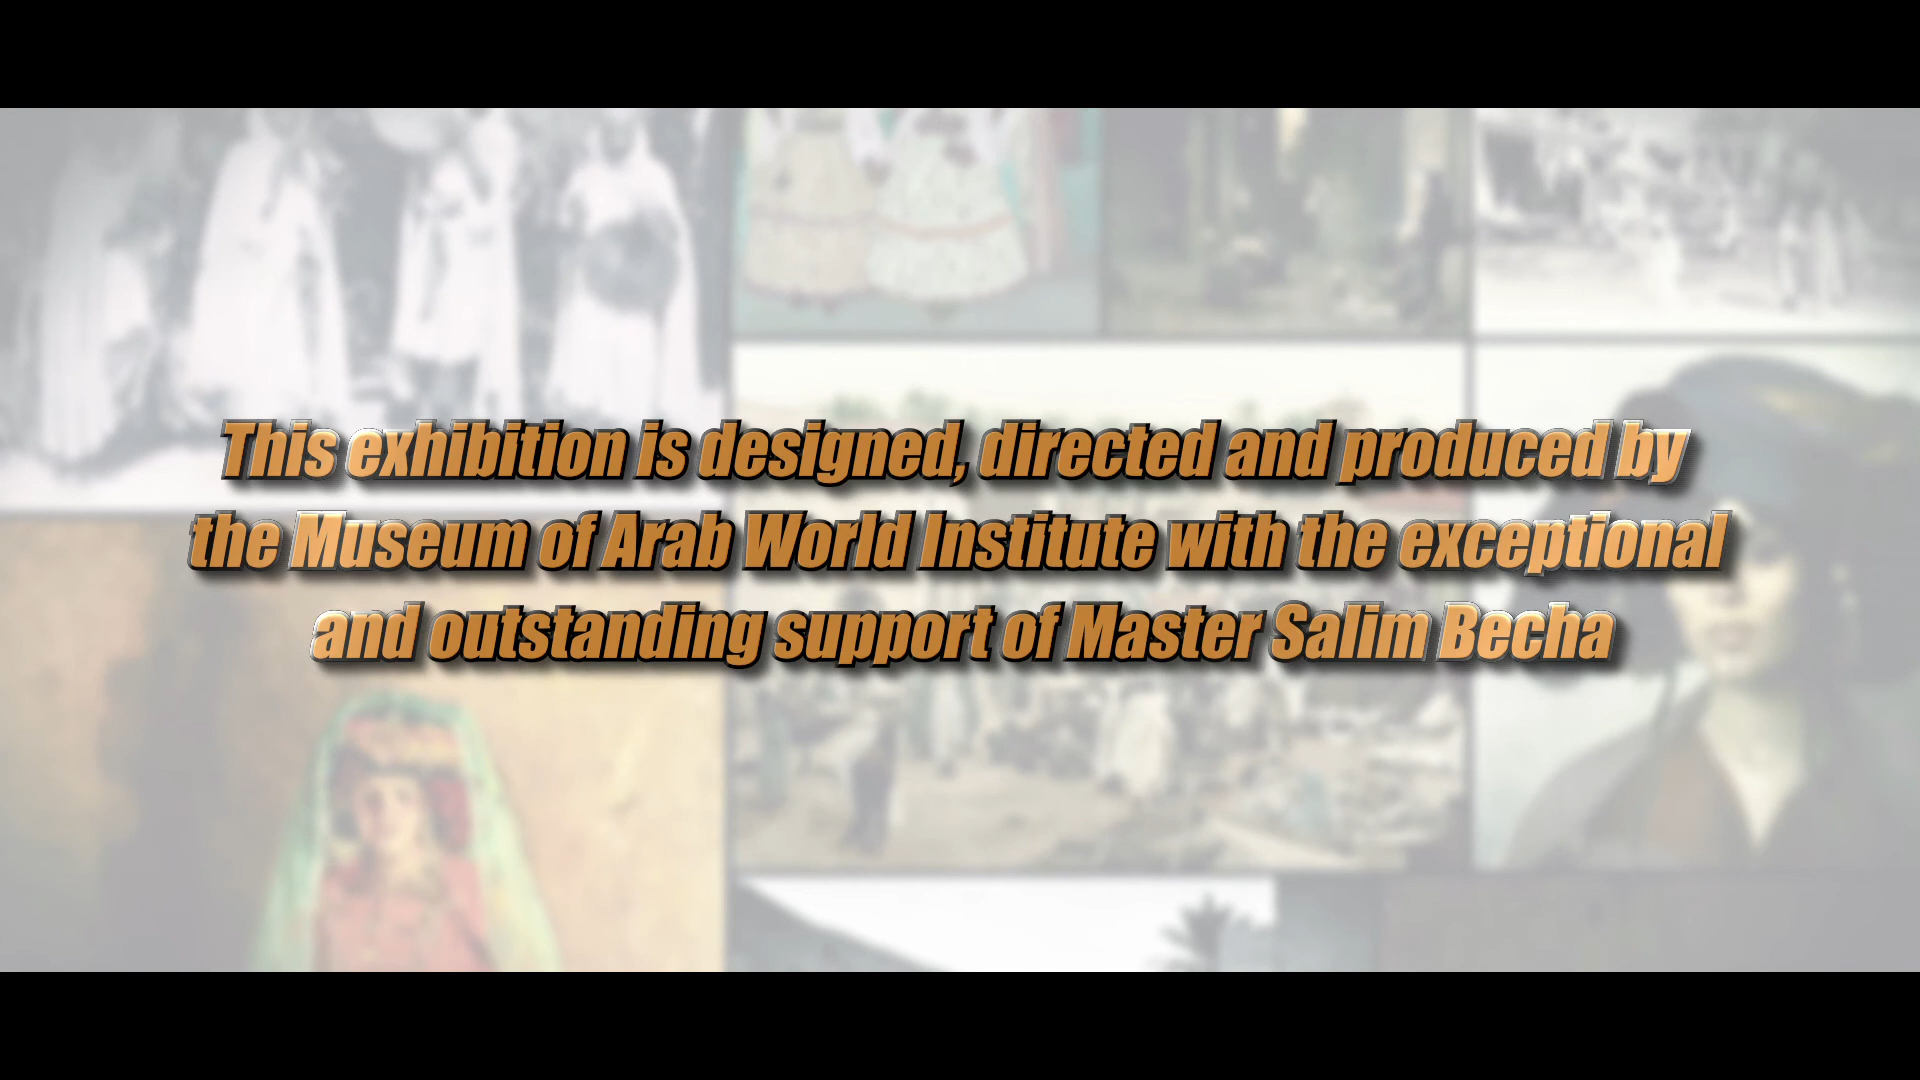 This exhibition is designed, directed and produced by
the Museum of Arab World Institute with the exceptional
and outstanding support of Master Salim Becha